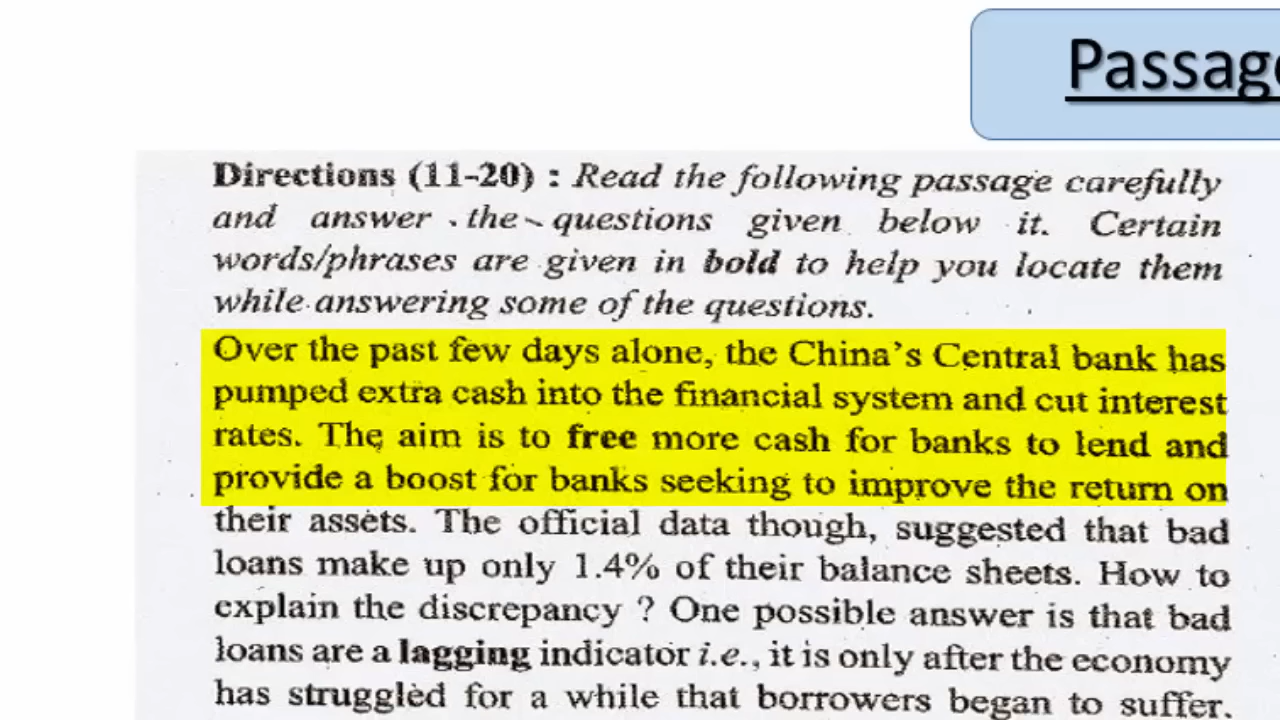 Passage
Directions (11-20) : Read the following passage carefully
and answer the questions given below it. Certain
words/phrases are given in bold to help you locate them
while answering some of the questions.
Over the past few days alone, the China's Central bank has
pumped extra cash into the financial system and cut interest
rates. The aim is to free more cash for banks to lend and
provide a boost for banks seeking to improve the return on
their assets. The official data though, suggested that bad
loans make up only 1.4% of their balance sheets. How to
explain the discrepancy ? One possible answer is that bad
loans are a lagging indicator i.e., it is only after the economy
has struggled for a while that borrowers began to suffer.